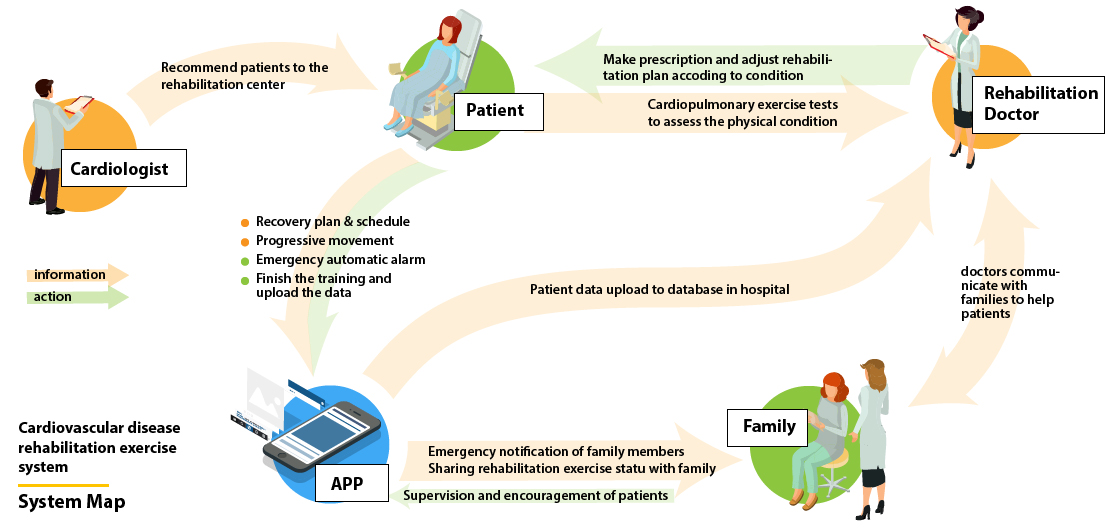 Recommend patients to the
rehabilitation center
Cardiologist
Patient
Make prescription and adjust rehabili-
tation plan accoding to condition
Cardiopulmonary exercise tests
to assess the physical condition
Rehabilitation
Doctor
information
action
Recovery plan & schedule
Progressive movement
Emergency automatic alarm
Finish the training and
upload the data
Patient data upload to database in hospital
doctors commu-
nicate with
families to help
patients
Cardiovascular disease
rehabilitation exercise
system
System Map
APP
Emergency notification of family members
Sharing rehabilitation exercise statu with family
Supervision and encouragement of patients
Family